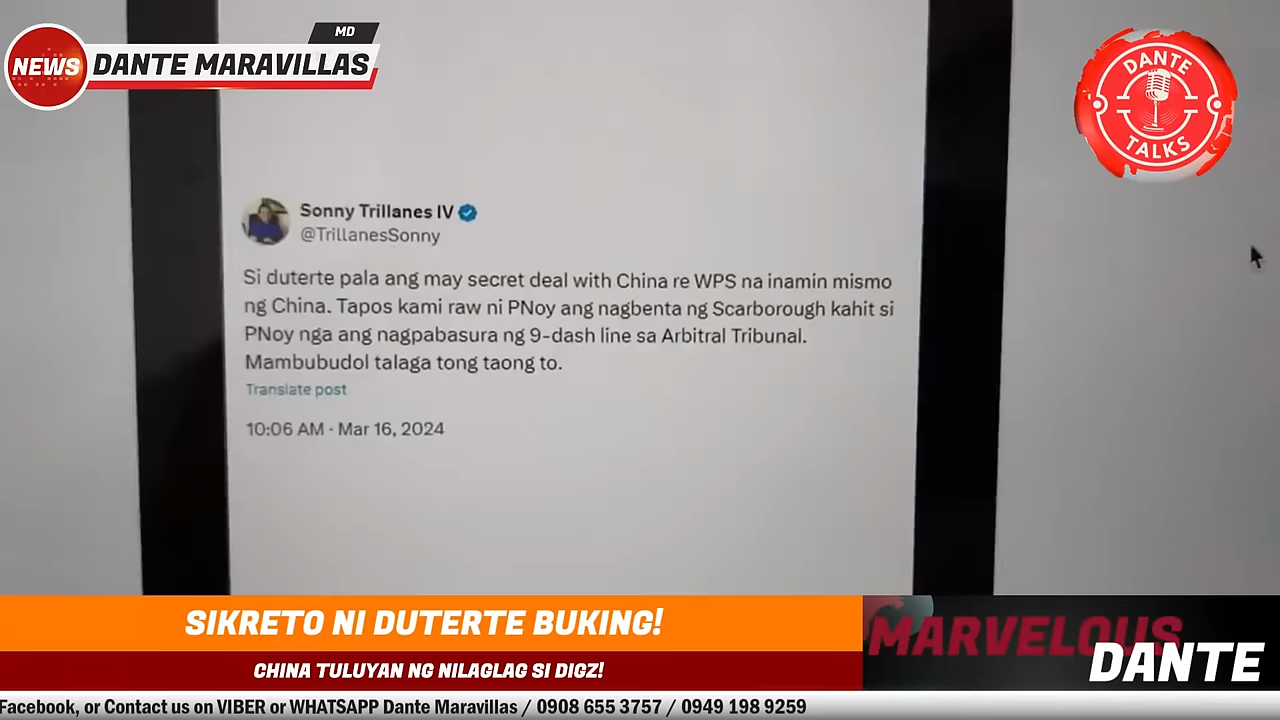 MD
NEWS
DANTE MARAVILLAS
DANTE
TALKS
Sonny Trillanes IV
@TrillanesSonny
Si duterte pala ang may secret deal with China re WPS na inamin mismo
ng China. Tapos kami raw ni PNoy ang nagbenta ng Scarborough kahit si
PNoy nga ang nagpabasura ng 9-dash line sa Arbitral Tribunal.
Mambubudol talaga tong taong to.
Translate post
10:06 AM · Mar 16, 2024
SIKRETO NI DUTERTE BUKING!
CHINA TULUYAN NG NILAGLAG SI DIGZ!
MARVELOUS
DANTE
Facebook, or Contact us on VIBER or WHATSAPP Dante Maravillas / 0908 655 3757 / 0949 198 9259